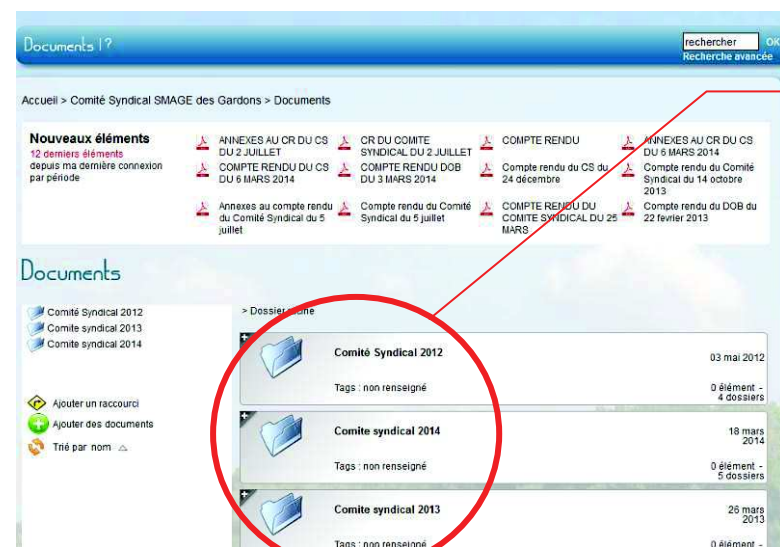 Documents | ?
rechercher OK
Recherche avancée
Accueil > Comité Syndical SMAGE des Gardons > Documents
Nouveaux éléments
12 derniers éléments
depuis ma dernière connexion
par période
ANNEXES AU CR DU CS
DU 2 JUILLET
CR DU COMITE
SYNDICAL DU 2 JUILLET
COMPTE RENDU
ANNEXES AU CR DU CS
DU 6 MARS 2014
COMPTE RENDU DU CS
DU 6 MARS 2014
COMPTE RENDU DOB
DU 3 MARS 2014
Compte rendu du CS du
24 décembre
Compte rendu du Comité
Syndical du 14 octobre
2013
Annexes au compte rendu
du Comité Syndical du 5
juillet
Compte rendu du Comité
Syndical du 5 juillet
COMPTE RENDU DU
COMITE SYNDICAL DU 25
MARS
Compte rendu du DOB du
22 fevrier 2013
Documents
Comité Syndical 2012
Comite syndical 2013
Comite syndical 2014
Ajouter un raccourci
Ajouter des documents
Trié par nom
> Dossier
Comité Syndical 2012
03 mai 2012
Tags : non renseigné
0 élément -
4 dossiers
Comite syndical 2014
18 mars
2014
Tags : non renseigné
0 élément -
5 dossiers
Comite syndical 2013
26 mars
2013
Tags : non renseigné
0 élément -